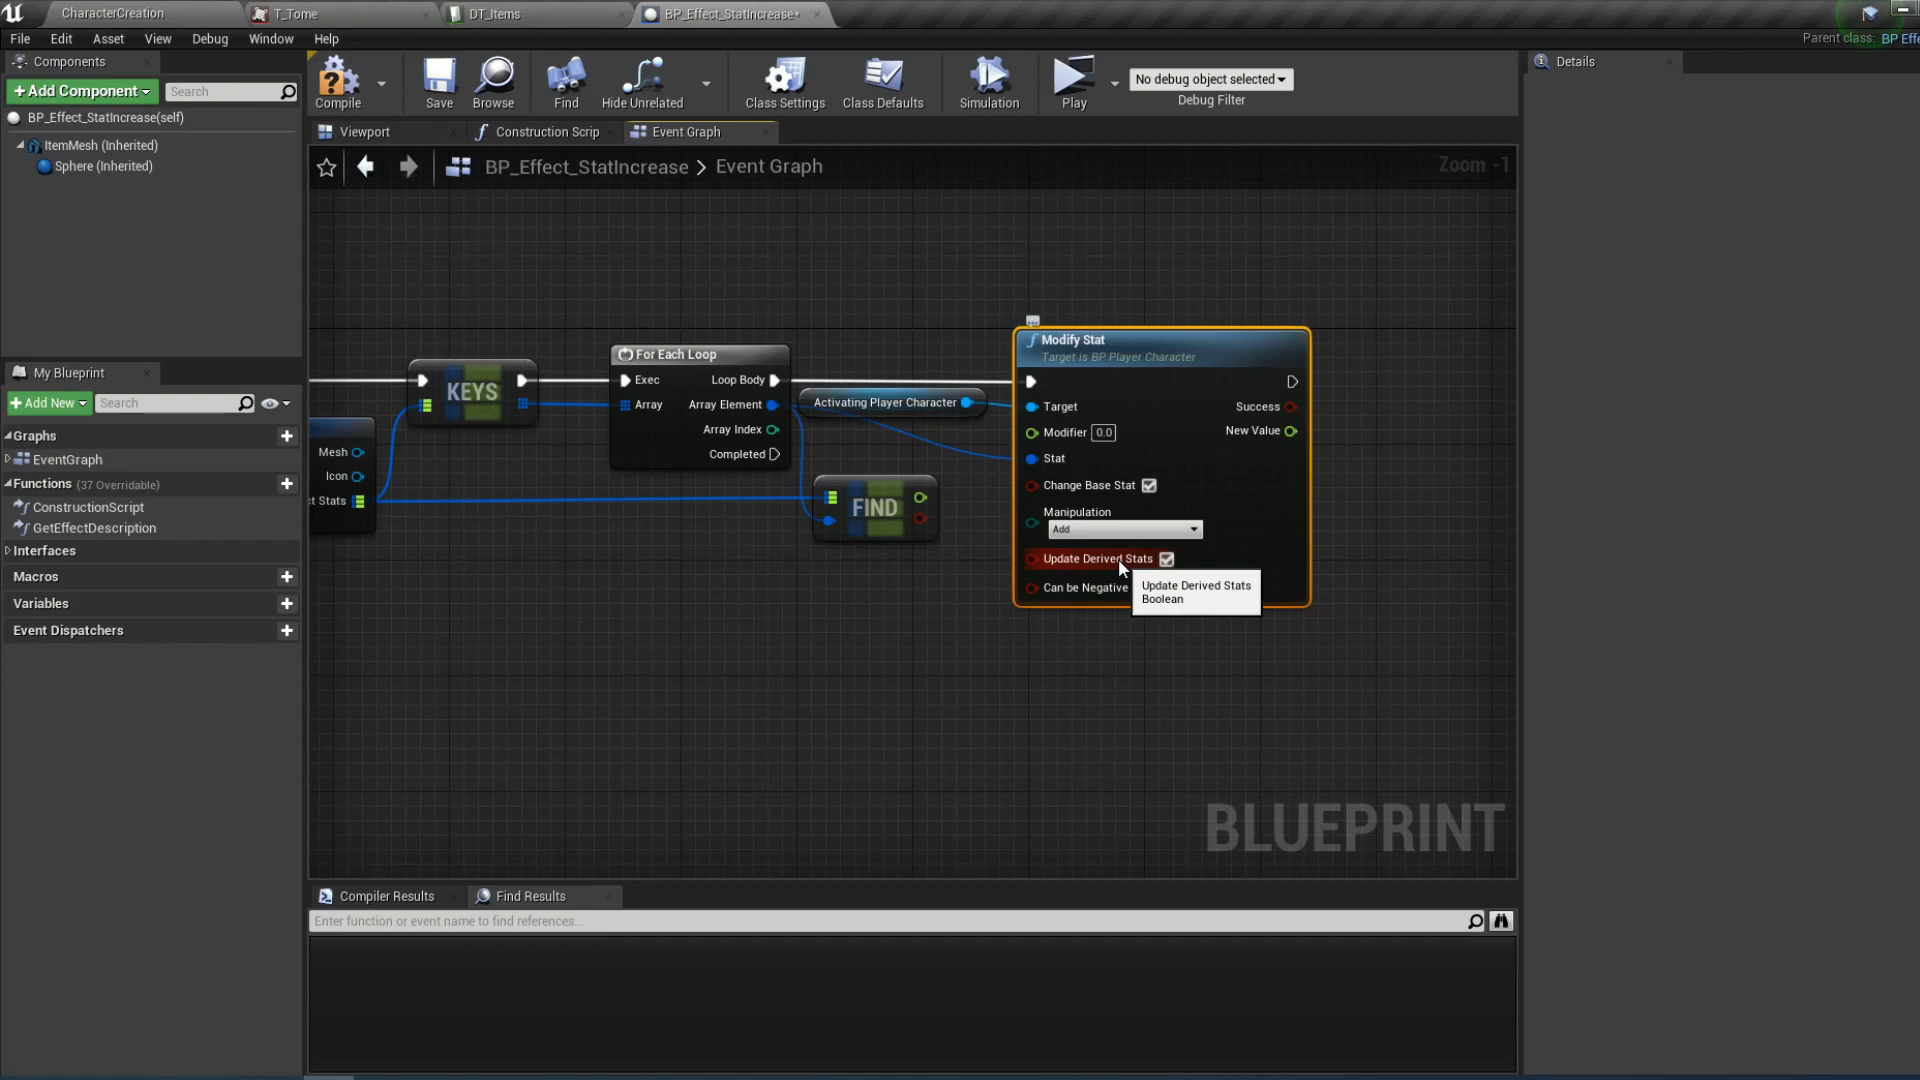 CharacterCreation
T_Tome
DT_Items
BP_Effect_StatIncrease*
File Edit Asset View Debug Window Help
Parent class: BP Effe
Components
+Add Component
Search
BP_Effect_StatIncrease(self)
ItemMesh (Inherited)
Sphere (Inherited)
Compile
Save
Browse
Find
Hide Unrelated
Class Settings
Class Defaults
Simulation
Play
No debug object selected
Debug Filter
Details
Viewport
Construction Scrip
Event Graph
BP_Effect_StatIncrease > Event Graph
Zoom -1
My Blueprint
+Add New
Search
Graphs
EventGraph
Functions (37 Overridable)
ConstructionScript
GetEffectDescription
Interfaces
Macros
Variables
Event Dispatchers
Mesh
Icon
ct Stats
KEYS
For Each Loop
Exec
Loop Body
Array
Array Element
Array Index
Completed
Activating Player Character
FIND
Modify Stat
Target is BP Player Character
Target
Success
Modifier 0.0
New Value
Stat
Change Base Stat
Manipulation
Add
Update Derived Stats
Can be Negative
Update Derived Stats
Boolean
BLUEPRINT
Compiler Results
Find Results
Enter function or event name to find references...